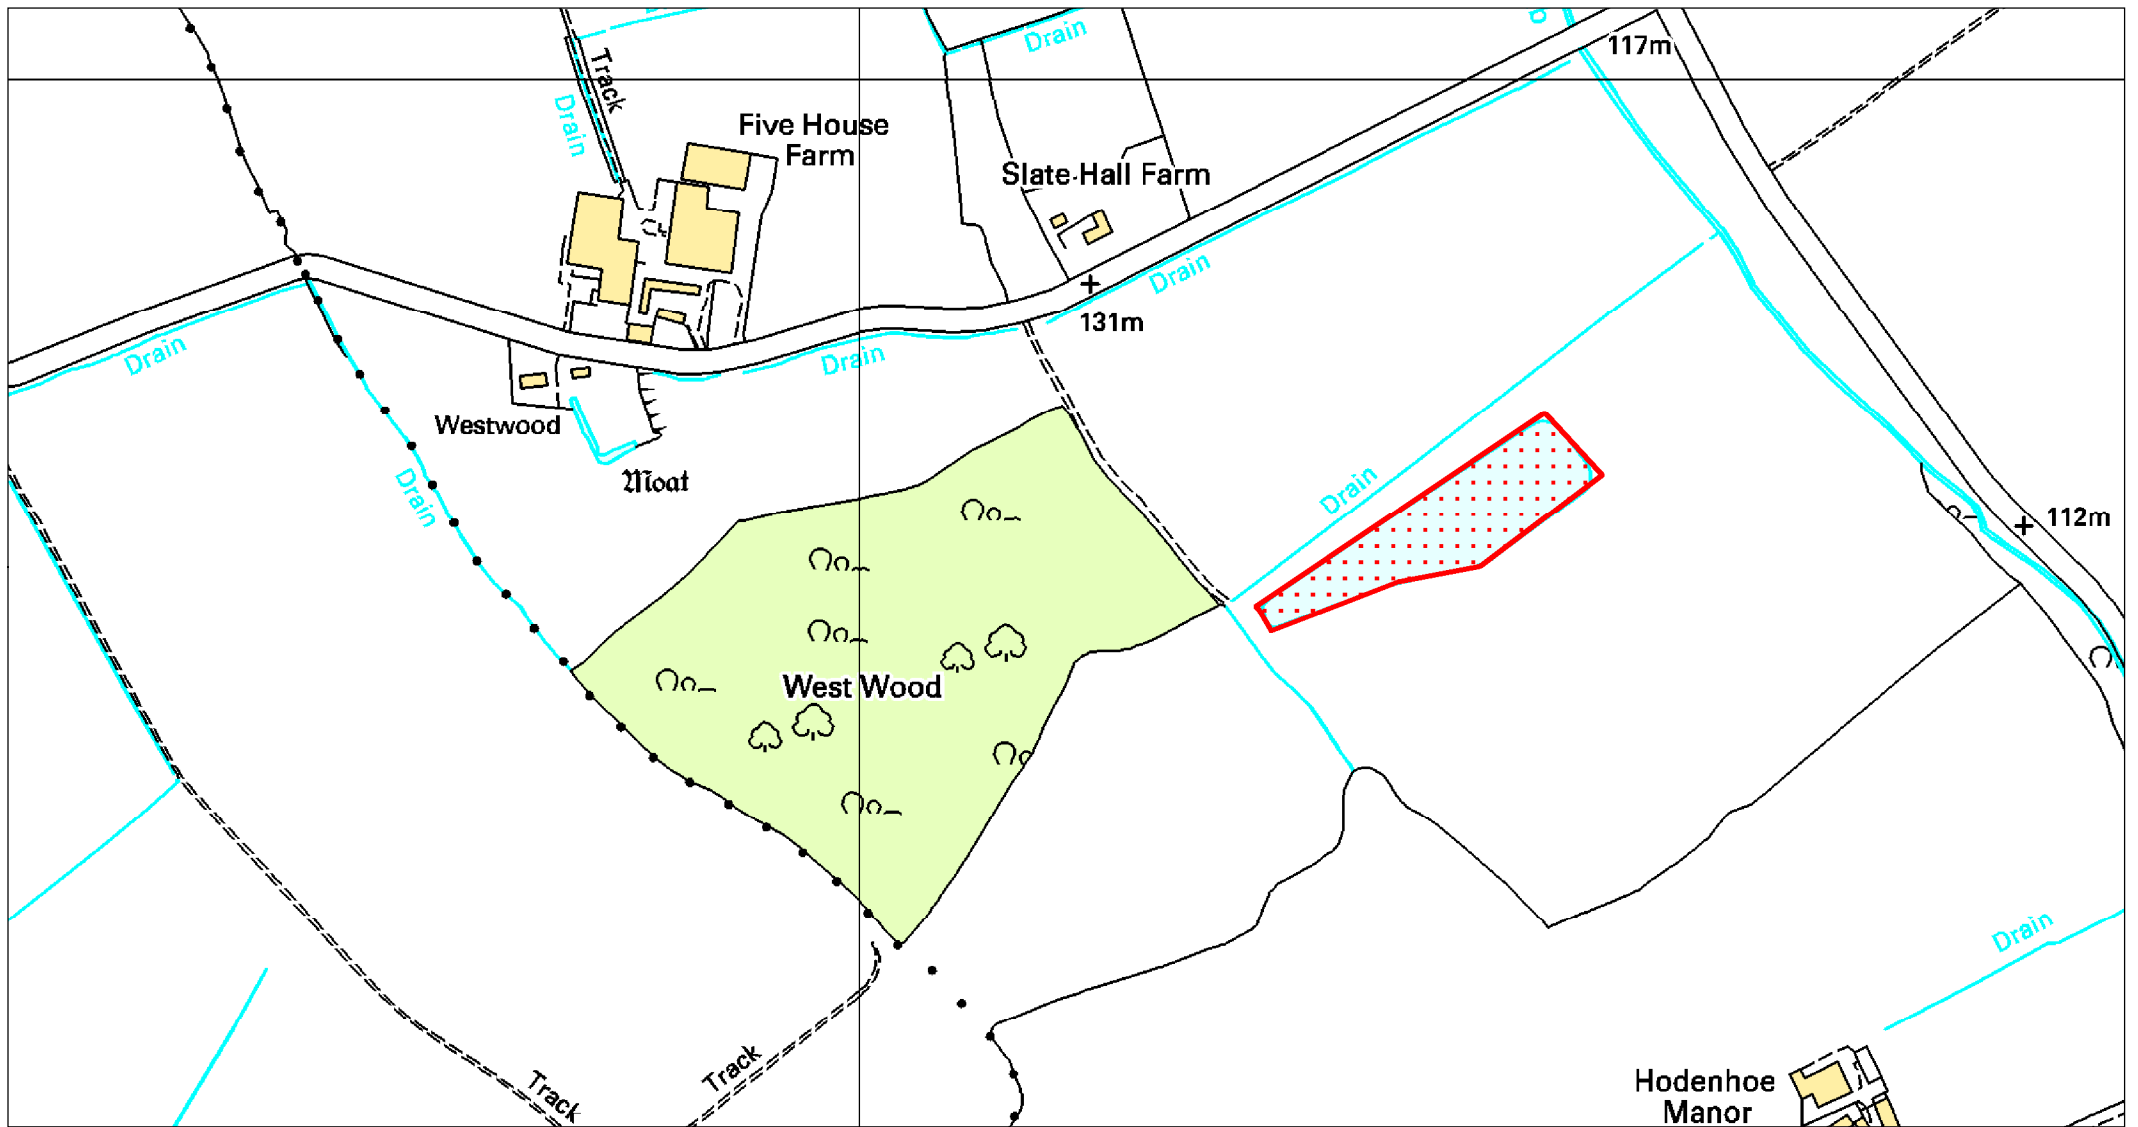 Drain
117m
Track
Drain
Five House
Farm
Slate Hall Farm
Drain
131m
Drain
Drain
Westwood
Moat
Drain
Drain
112m
West Wood
Drain
Track
Track
Hodenhoe
Manor